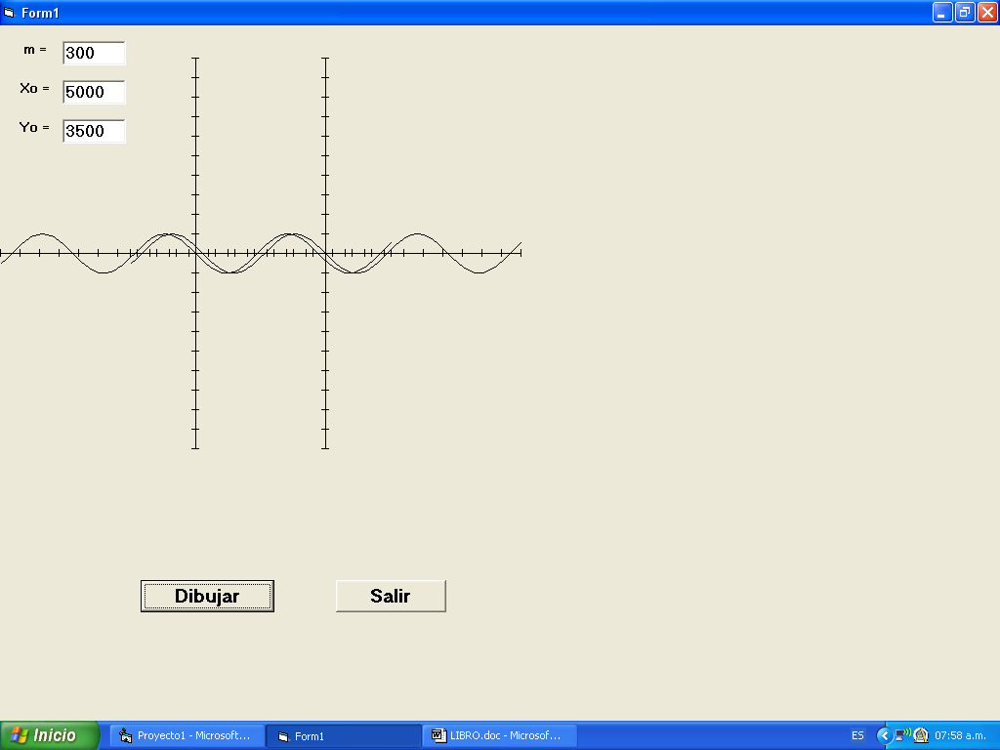 Form1
m =
300
Xo =
5000
Yo =
3500
Dibujar
Salir
Inicio
Proyecto1 - Microsoft...
Form1
LIBRO.doc - Microsof...
ES
07:58 a.m.